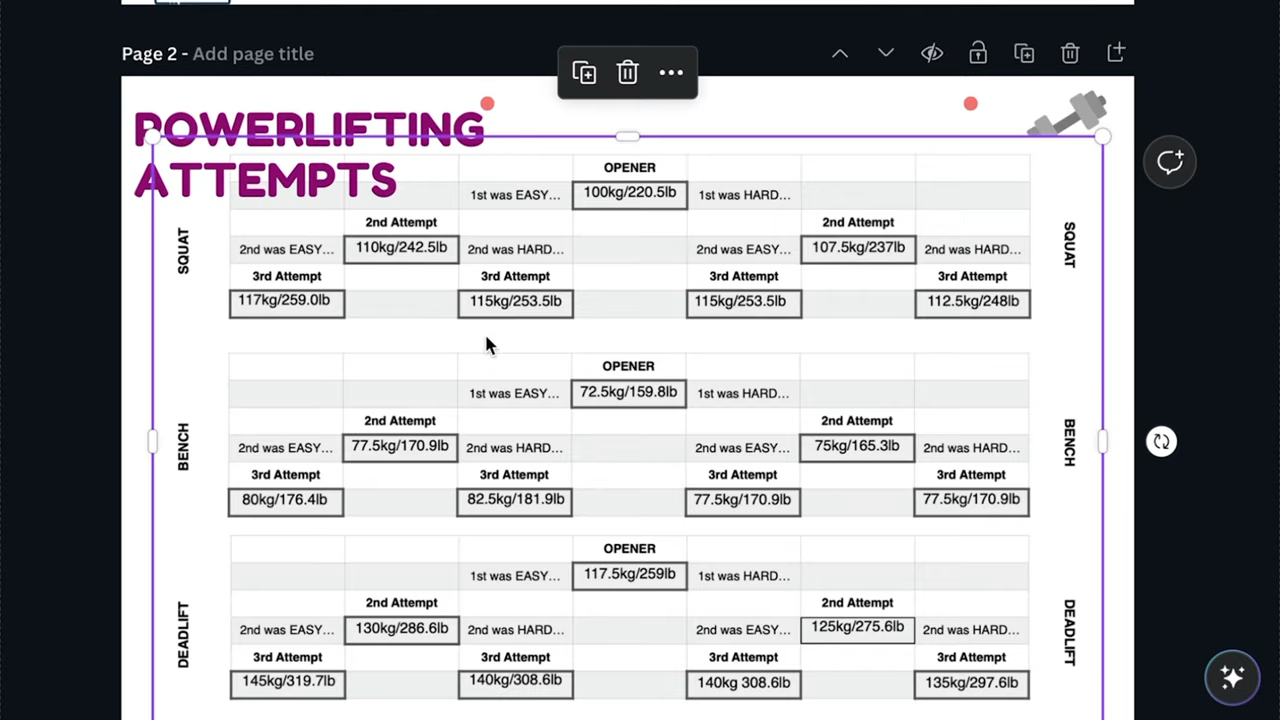 Page 2 - Add page title
POWERLIFTING
ATTEMPTS
OPENER
1st was EASY... 100kg/220.5lb 1st was HARD...
2nd Attempt 2nd Attempt
SQUAT 2nd was EASY... 110kg/242.5lb 2nd was HARD... 2nd was EASY... 107.5kg/237lb 2nd was HARD... SQUAT
3rd Attempt 3rd Attempt 3rd Attempt 3rd Attempt
117kg/259.0lb 115kg/253.5lb 115kg/253.5lb 112.5kg/248lb
OPENER
1st was EASY... 72.5kg/159.8lb 1st was HARD...
2nd Attempt 2nd Attempt
BENCH 2nd was EASY... 77.5kg/170.9lb 2nd was HARD... 2nd was EASY... 75kg/165.3lb 2nd was HARD... BENCH
3rd Attempt 3rd Attempt 3rd Attempt 3rd Attempt
80kg/176.4lb 82.5kg/181.9lb 77.5kg/170.9lb 77.5kg/170.9lb
OPENER
1st was EASY... 117.5kg/259lb 1st was HARD...
2nd Attempt 2nd Attempt
DEADLIFT 2nd was EASY... 130kg/286.6lb 2nd was HARD... 2nd was EASY... 125kg/275.6lb 2nd was HARD... DEADLIFT
3rd Attempt 3rd Attempt 3rd Attempt 3rd Attempt
145kg/319.7lb 140kg/308.6lb 140kg 308.6lb 135kg/297.6lb